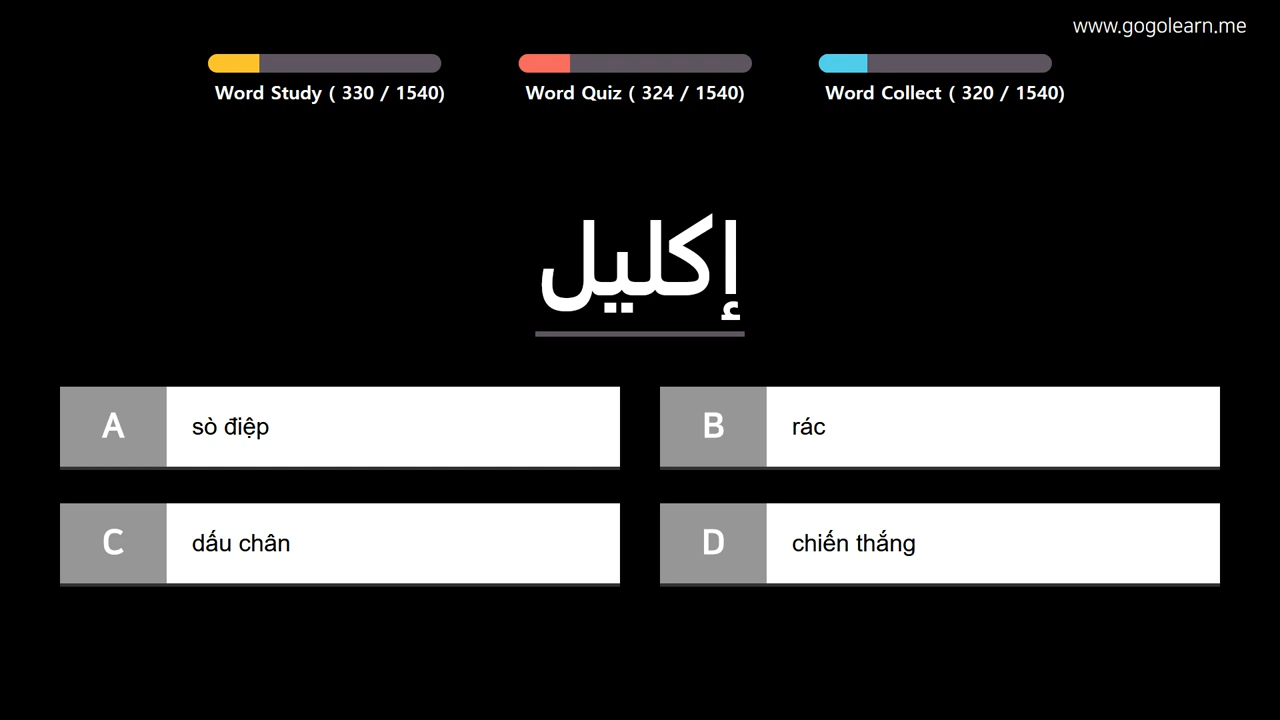 www.gogolearn.me
Word Study ( 330 / 1540)
Word Quiz ( 324 / 1540)
Word Collect ( 320 / 1540)
إكليل
A
sò điệp
B
rác
C
dấu chân
D
chiến thắng